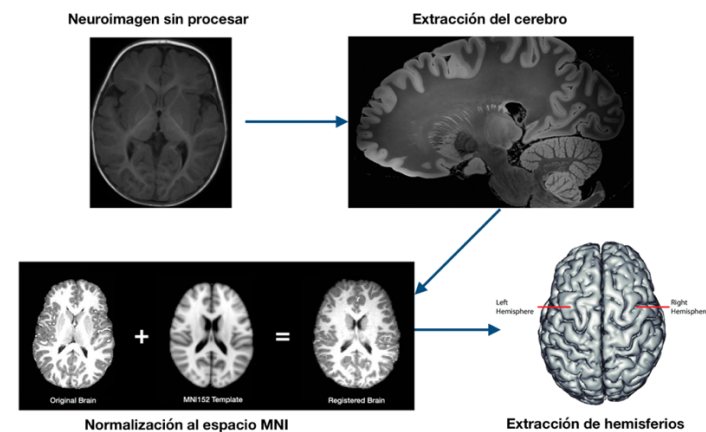 Neuroimagen sin procesar
Extracción del cerebro
+
=
Original Brain
MNI152 Template
Registered Brain
Normalización al espacio MNI
Left
Hemisphere
Right
Hemisphere
Extracción de hemisferios